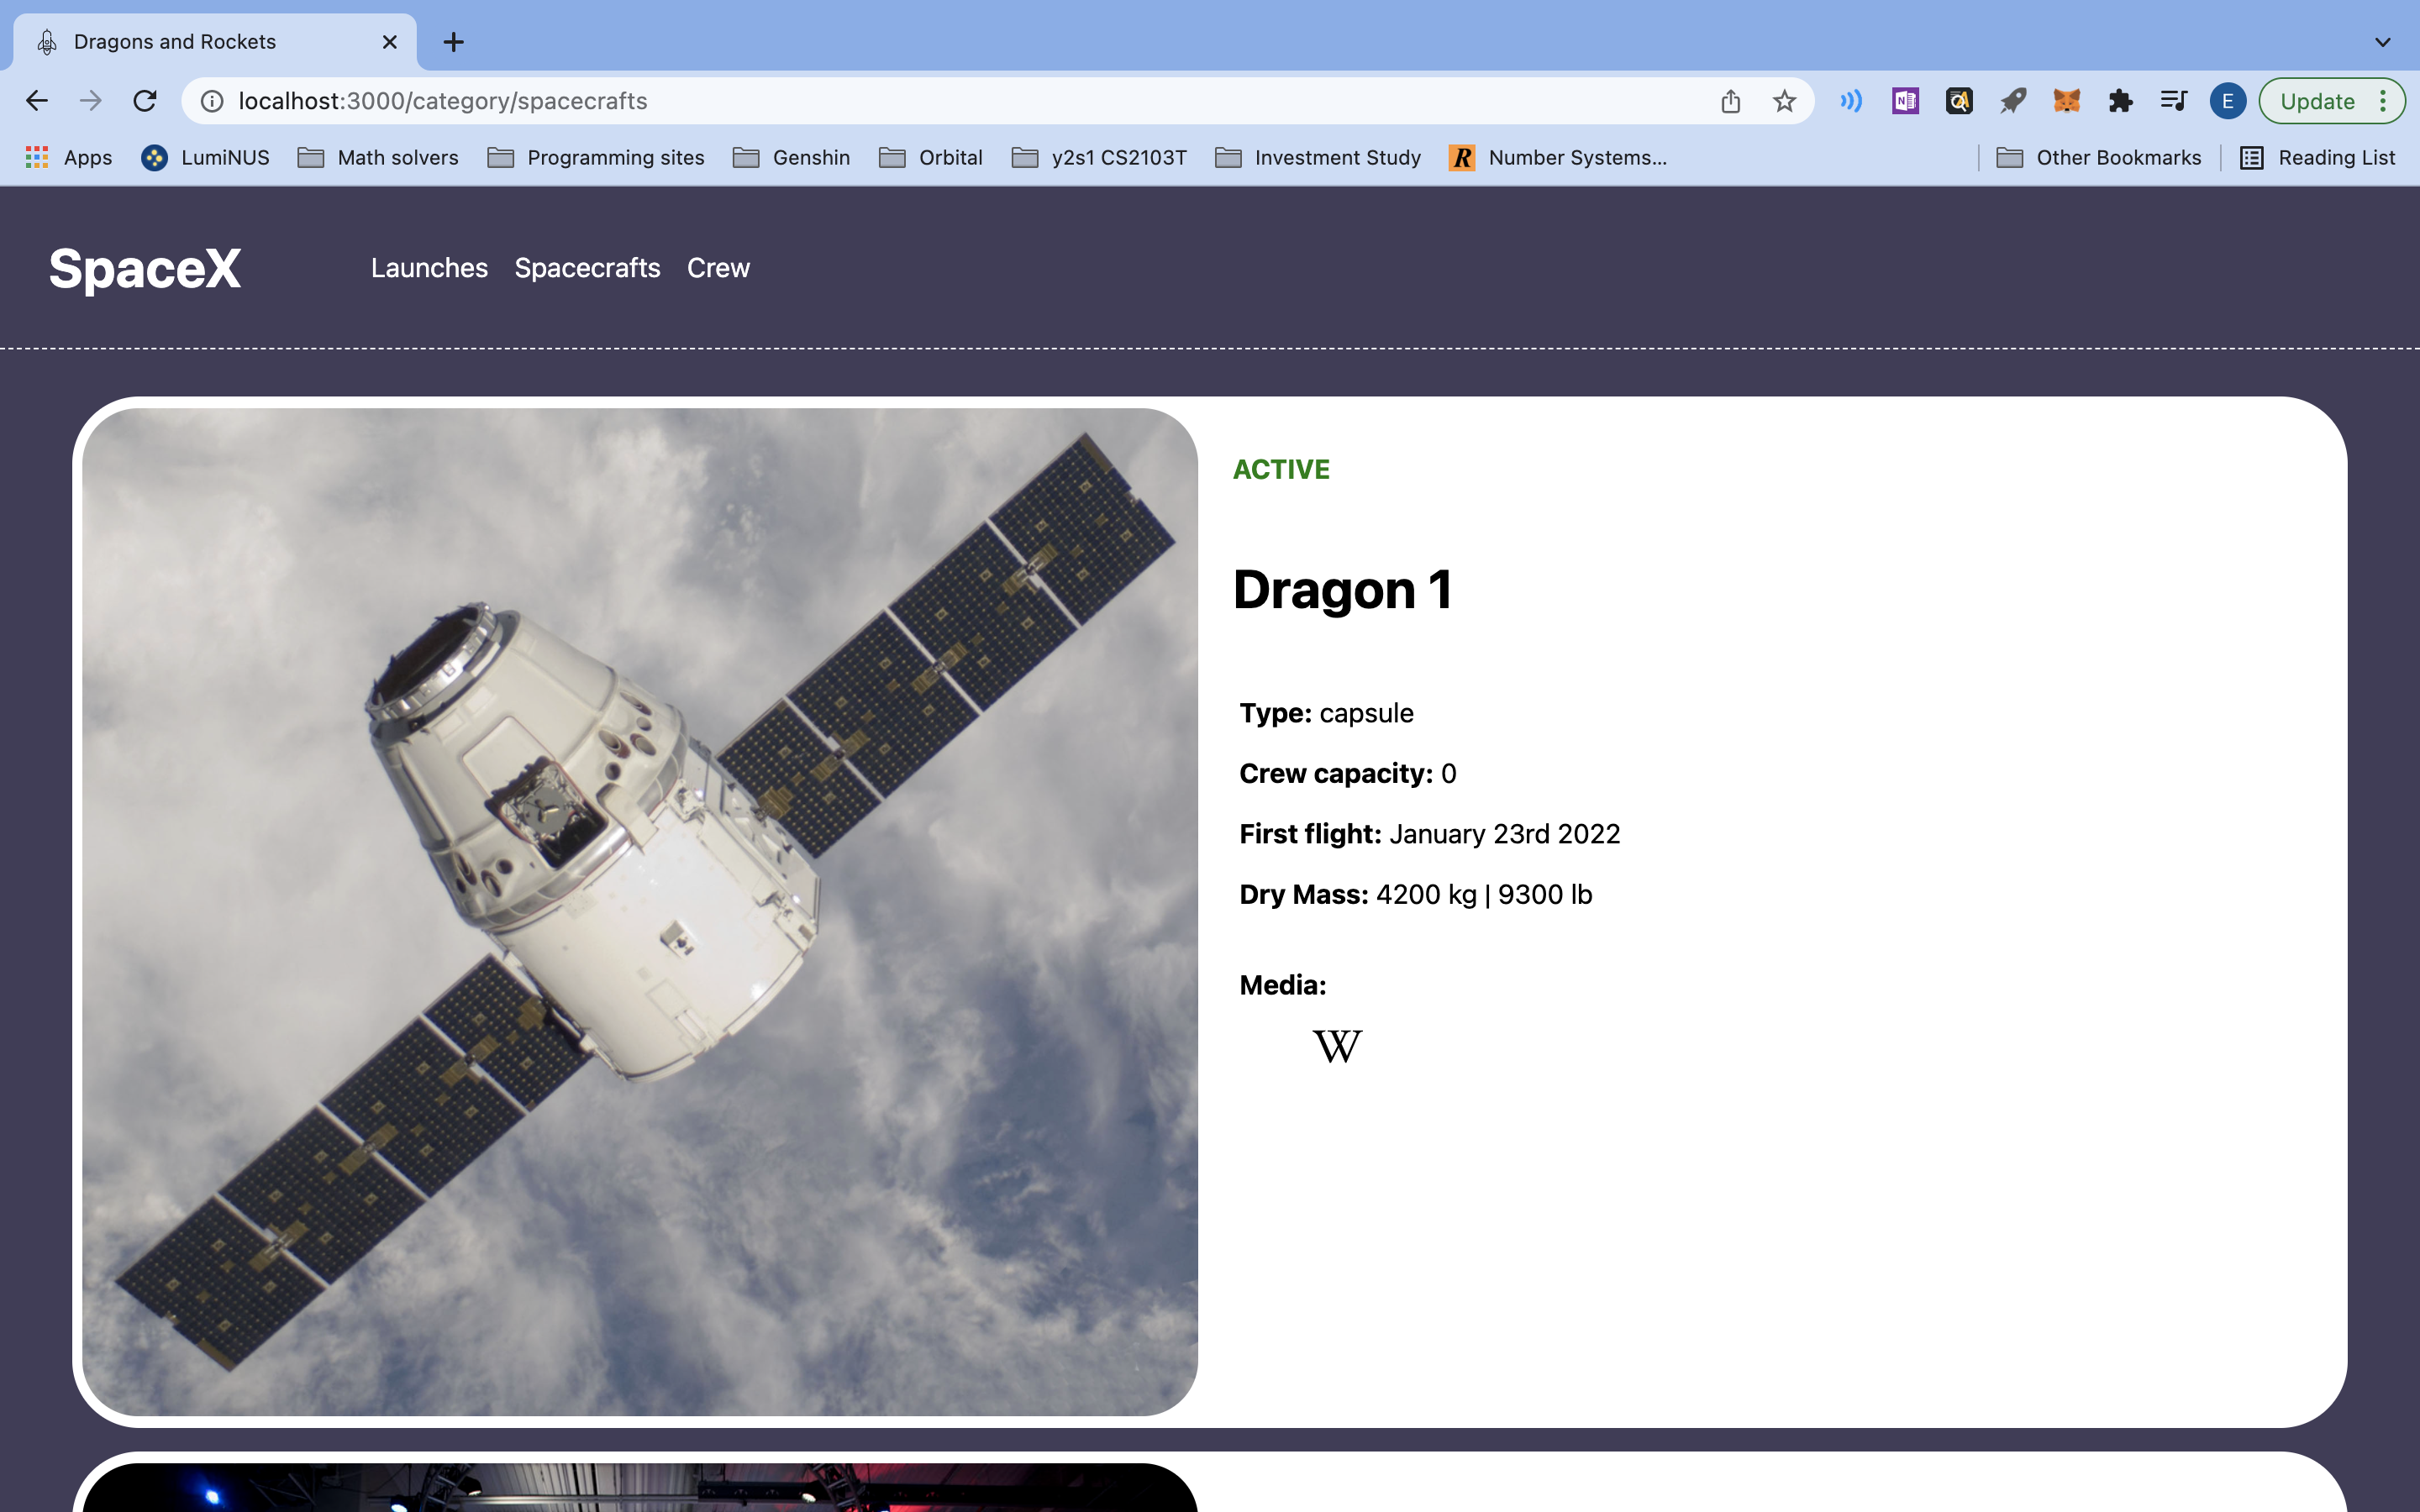 Dragons and Rockets
localhost:3000/category/spacecrafts
E
Update
Apps
LumiNUS
Math solvers
Programming sites
Genshin
Orbital
y2s1 CS2103T
Investment Study
R
Number Systems...
Other Bookmarks
Reading List
SpaceX
Launches
Spacecrafts
Crew
ACTIVE
Dragon 1
Type: capsule
Crew capacity: 0
First flight: January 23rd 2022
Dry Mass: 4200 kg | 9300 lb
Media:
W